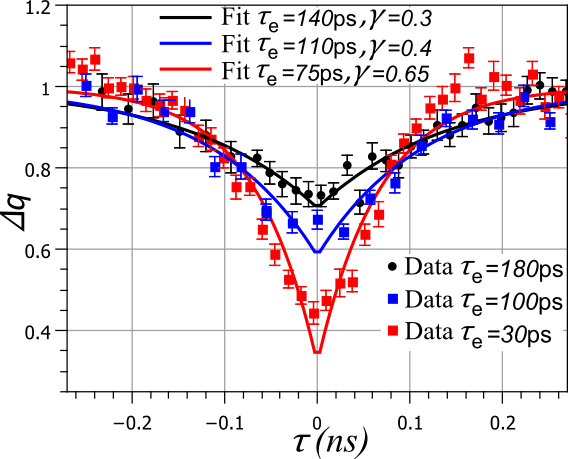 1.2
1.0
0.8
0.6
0.4
Δq
Fit τe=140ps,γ=0.3
Fit τe=110ps,γ=0.4
Fit τe=75ps,γ=0.65
Data τe=180ps
Data τe=100ps
Data τe=30ps
−0.2 −0.1 0 0.1 0.2
τ(ns)